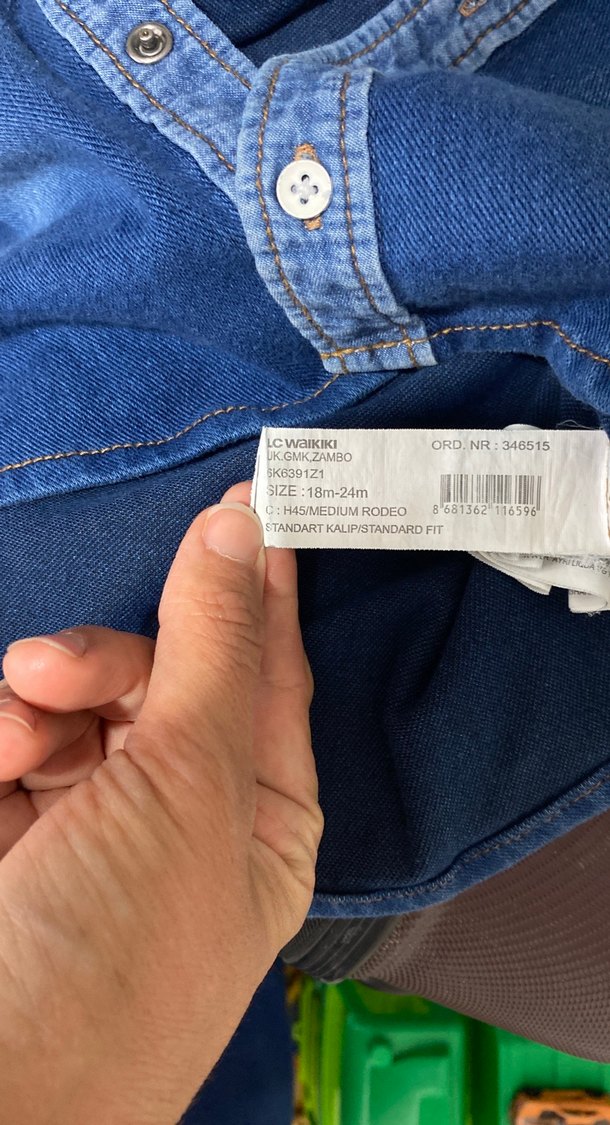 LC WAIKIKI
UK.GMK,ZAMBO
6K6391Z1
SIZE : 18m-24m
C : H45/MEDIUM RODEO
STANDART KALIP/STANDARD FIT
ORD. NR : 346515
8 681362 116596